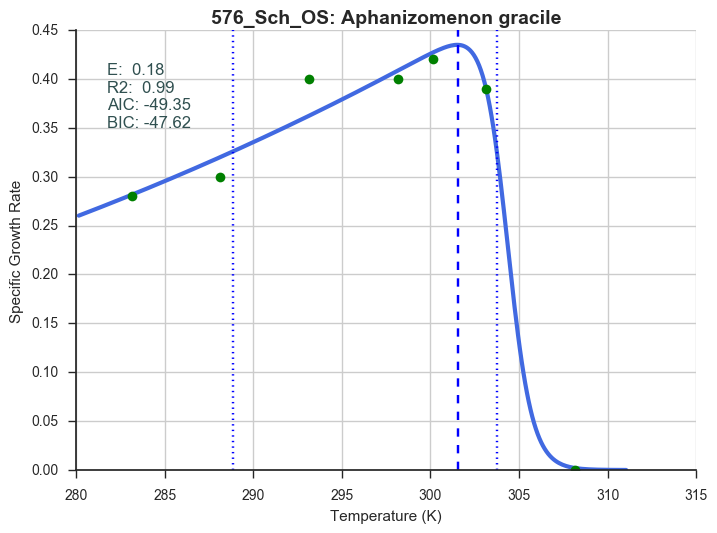 576_Sch_OS: Aphanizomenon gracile
E:  0.18
R2:  0.99
AIC: -49.35
BIC: -47.62
Specific Growth Rate
0.45
0.40
0.35
0.30
0.25
0.20
0.15
0.10
0.05
0.00
280 285 290 295 300 305 310 315
Temperature (K)